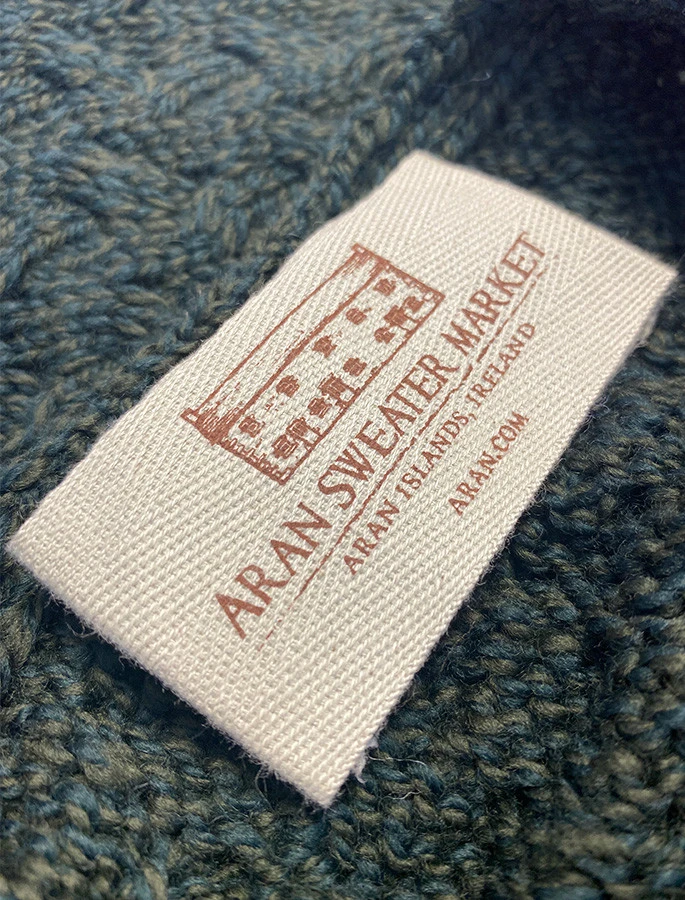 ARAN SWEATER MARKET
ARAN ISLANDS, IRELAND
ARAN.COM